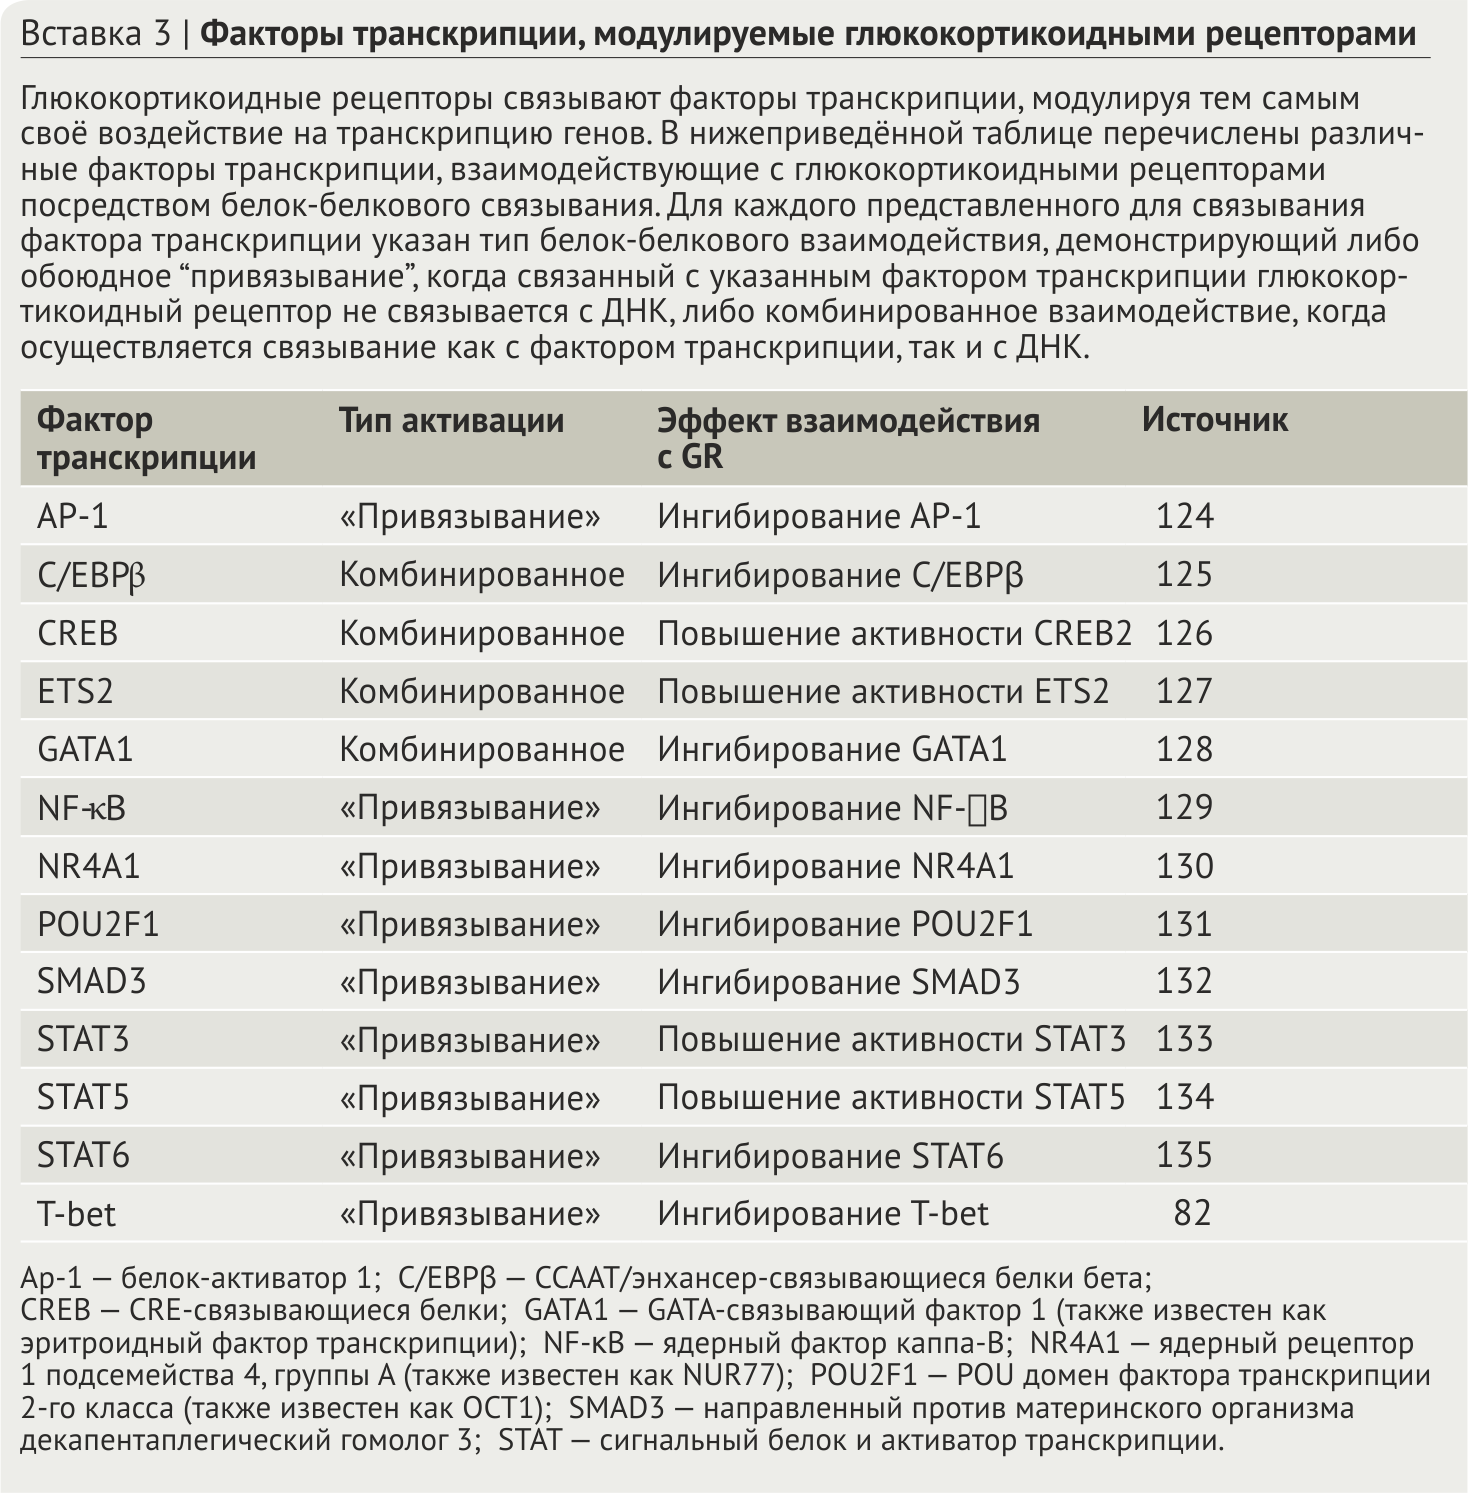 Вставка 3 | Факторы транскрипции, модулируемые глюкокортикоидными рецепторами
Глюкокортикоидные рецепторы связывают факторы транскрипции, модулируя тем самым
своё воздействие на транскрипцию генов. В нижеприведённой таблице перечислены различ-
ные факторы транскрипции, взаимодействующие с глюкокортикоидными рецепторами
посредством белок-белкового связывания. Для каждого представленного для связывания
фактора транскрипции указан тип белок-белкового взаимодействия, демонстрирующий либо
обоюдное “привязывание”, когда связанный с указанным фактором транскрипции глюкокор-
тикоидный рецептор не связывается с ДНК, либо комбинированное взаимодействие, когда
осуществляется связывание как с фактором транскрипции, так и с ДНК.
Фактор транскрипции Тип активации Эффект взаимодействия с GR Источник
AP-1 «Привязывание» Ингибирование AP-1 124
C/EBPβ Комбинированное Ингибирование C/EBPβ 125
CREB Комбинированное Повышение активности CREB2 126
ETS2 Комбинированное Повышение активности ETS2 127
GATA1 Комбинированное Ингибирование GATA1 128
NF-κB «Привязывание» Ингибирование NF-□B 129
NR4A1 «Привязывание» Ингибирование NR4A1 130
POU2F1 «Привязывание» Ингибирование POU2F1 131
SMAD3 «Привязывание» Ингибирование SMAD3 132
STAT3 «Привязывание» Повышение активности STAT3 133
STAT5 «Привязывание» Повышение активности STAT5 134
STAT6 «Привязывание» Ингибирование STAT6 135
T-bet «Привязывание» Ингибирование T-bet 82
Ap-1 — белок-активатор 1; C/EBPβ — CCAAT/энхансер-связывающиеся белки бета;
CREB — CRE-связывающиеся белки; GATA1 — GATA-связывающий фактор 1 (также известен как
эритроидный фактор транскрипции); NF-κB — ядерный фактор каппа-B; NR4A1 — ядерный рецептор
1 подсемейства 4, группы A (также известен как NUR77); POU2F1 — POU домен фактора транскрипции
2-го класса (также известен как OCT1); SMAD3 — направленный против материнского организма
декапентаплегический гомолог 3; STAT — сигнальный белок и активатор транскрипции.